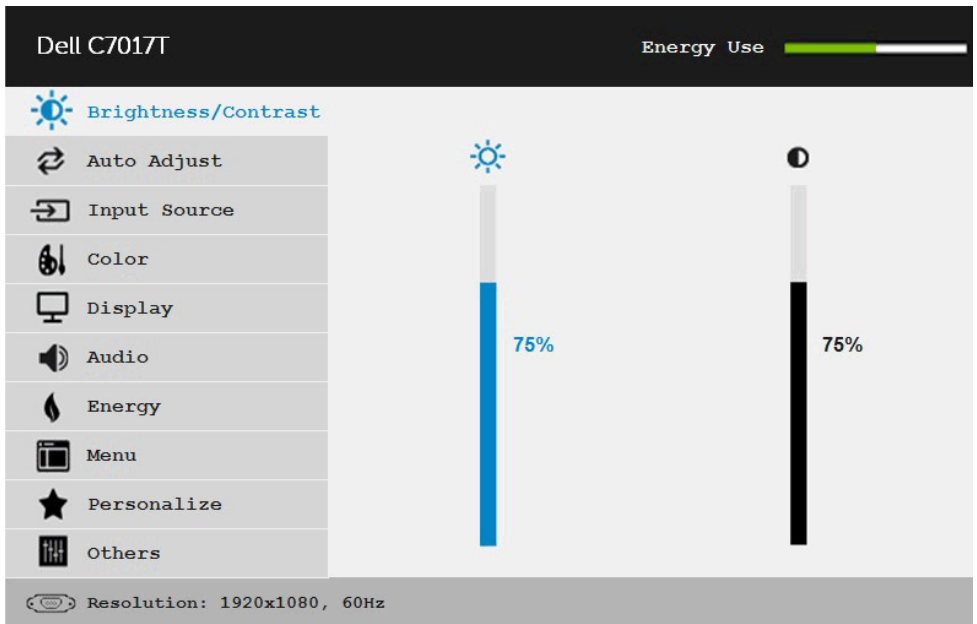 Dell C7017T
Energy Use
Brightness/Contrast
Auto Adjust
Input Source
Color
Display
Audio
Energy
Menu
Personalize
Others
75%
75%
Resolution: 1920x1080, 60Hz